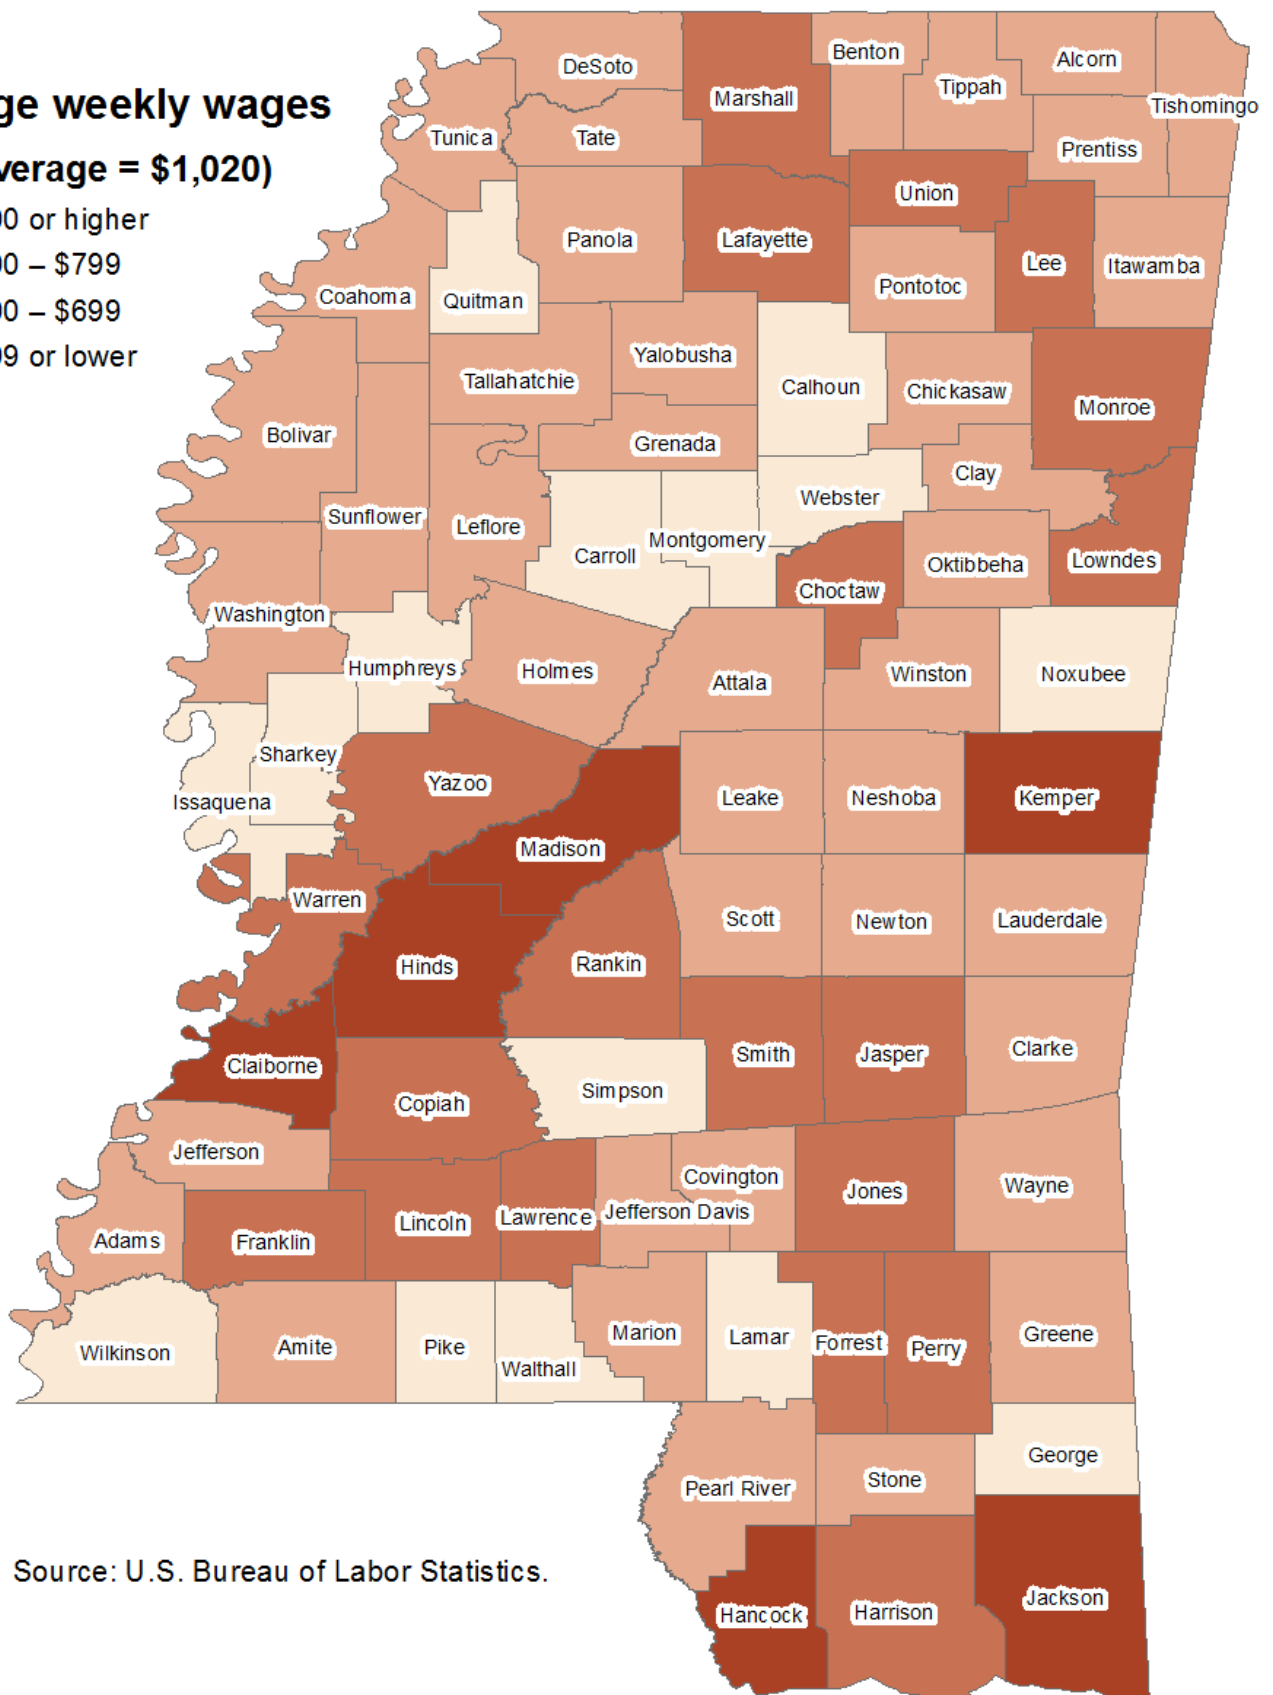 ge weekly wages
verage = $1,020)
00 or higher
00 – $799
00 – $699
99 or lower
DeSoto
Marshall
Benton
Tippah
Alcorn
Tishomingo
Tunica
Tate
Prentiss
Union
Panola
Lafayette
Lee
Itawamba
Pontotoc
Coahoma
Quitman
Yalobusha
Tallahatchie
Calhoun
Chickasaw
Monroe
Bolivar
Grenada
Clay
Webster
Sunflower
Leflore
Montgomery
Carroll
Oktibbeha
Lowndes
Choctaw
Washington
Humphreys
Holmes
Attala
Winston
Noxubee
Sharkey
Yazoo
Issaquena
Leake
Neshoba
Kemper
Madison
Warren
Scott
Newton
Lauderdale
Hinds
Rankin
Smith
Jasper
Clarke
Claiborne
Simpson
Copiah
Jefferson
Covington
Jones
Wayne
Jefferson Davis
Lawrence
Lincoln
Adams
Franklin
Marion
Lamar
Forrest
Perry
Greene
Wilkinson
Amite
Pike
Walthall
George
Pearl River
Stone
Source: U.S. Bureau of Labor Statistics.
Hancock
Harrison
Jackson